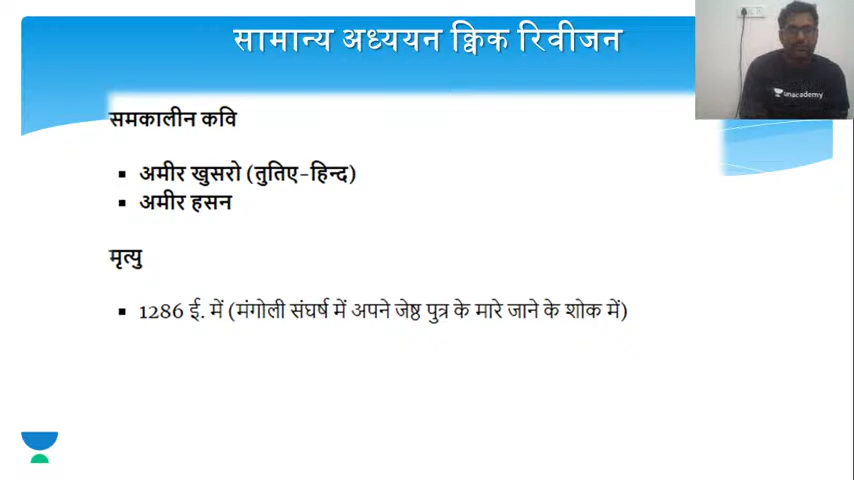 सामान्य अध्ययन क्विक रिवीजन
unacademy
समकालीन कवि
▪ अमीर खुसरो (तुतिए-हिन्द)
▪ अमीर हसन
मृत्यु
▪ 1286 ई. में (मंगोली संघर्ष में अपने जेष्ठ पुत्र के मारे जाने के शोक में)